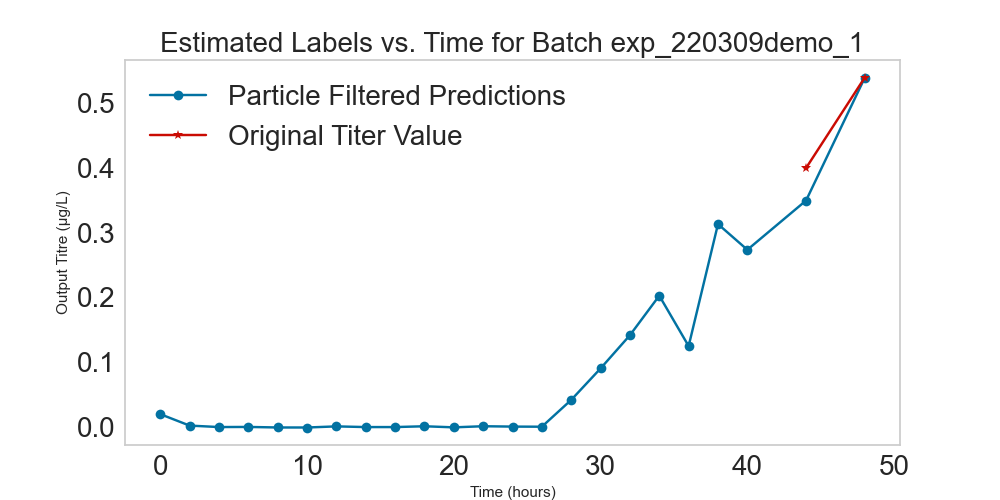 Estimated Labels vs. Time for Batch exp_220309demo_1
Particle Filtered Predictions
Original Titer Value
Output Titre (µg/L)
0.5
0.4
0.3
0.2
0.1
0.0
0 10 20 30 40 50
Time (hours)